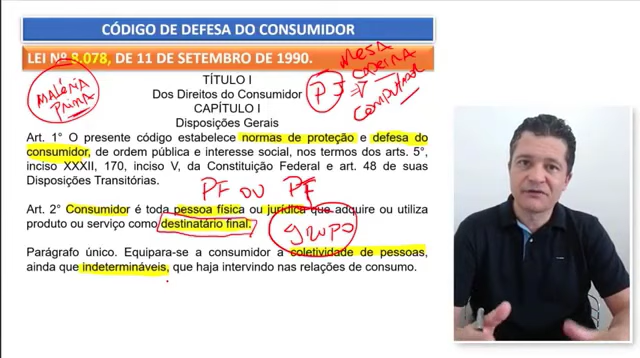 CÓDIGO DE DEFESA DO CONSUMIDOR
LEI Nº 8.078, DE 11 DE SETEMBRO DE 1990.
MATÉRIA
PRIMA
P
MESA
CADEIRA
COMPUTADOR
TÍTULO I
Dos Direitos do Consumidor
CAPÍTULO I
Disposições Gerais
Art. 1° O presente código estabelece normas de proteção e defesa do
consumidor, de ordem pública e interesse social, nos termos dos arts. 5°,
inciso XXXII, 170, inciso V, da Constituição Federal e art. 48 de suas
Disposições Transitórias.
PF OU PF
Art. 2° Consumidor é toda pessoa física ou jurídica que adquire ou utiliza
produto ou serviço como destinatário final.
grupo
Parágrafo único. Equipara-se a consumidor a coletividade de pessoas,
ainda que indetermináveis, que haja intervindo nas relações de consumo.